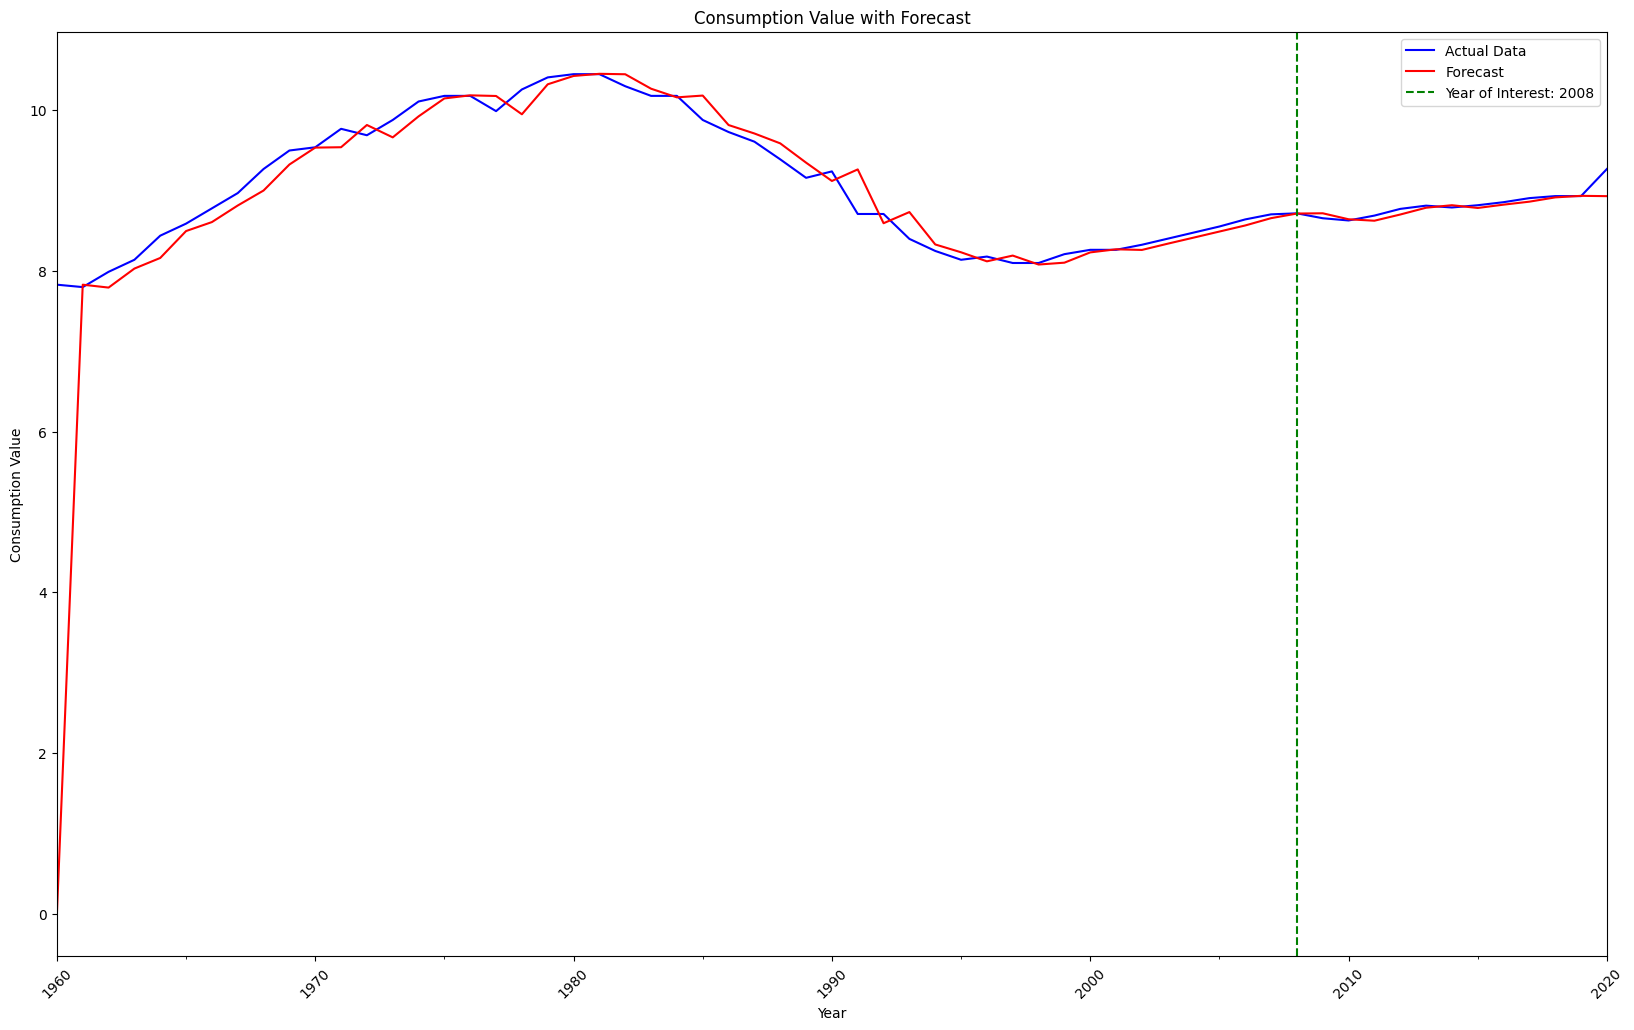 Consumption Value with Forecast
Actual Data
Forecast
Year of Interest: 2008
Consumption Value
10
8
6
4
2
0
1960
1970
1980
1990
2000
2010
2020
Year